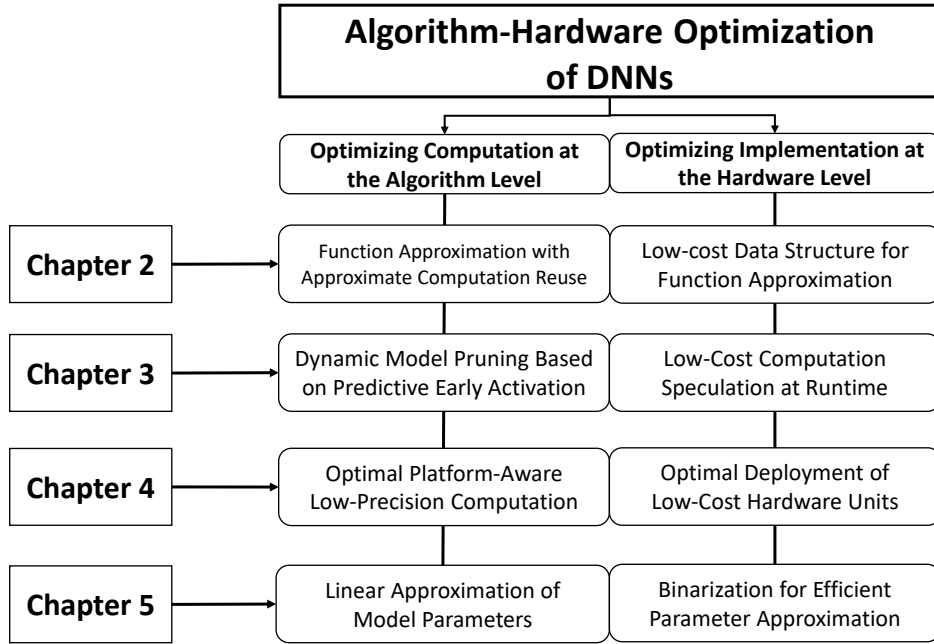 Algorithm-Hardware Optimization
of DNNs
Optimizing Computation at
the Algorithm Level
Optimizing Implementation at
the Hardware Level
Chapter 2
Function Approximation with
Approximate Computation Reuse
Low-cost Data Structure for
Function Approximation
Chapter 3
Dynamic Model Pruning Based
on Predictive Early Activation
Low-Cost Computation
Speculation at Runtime
Chapter 4
Optimal Platform-Aware
Low-Precision Computation
Optimal Deployment of
Low-Cost Hardware Units
Chapter 5
Linear Approximation of
Model Parameters
Binarization for Efficient
Parameter Approximation